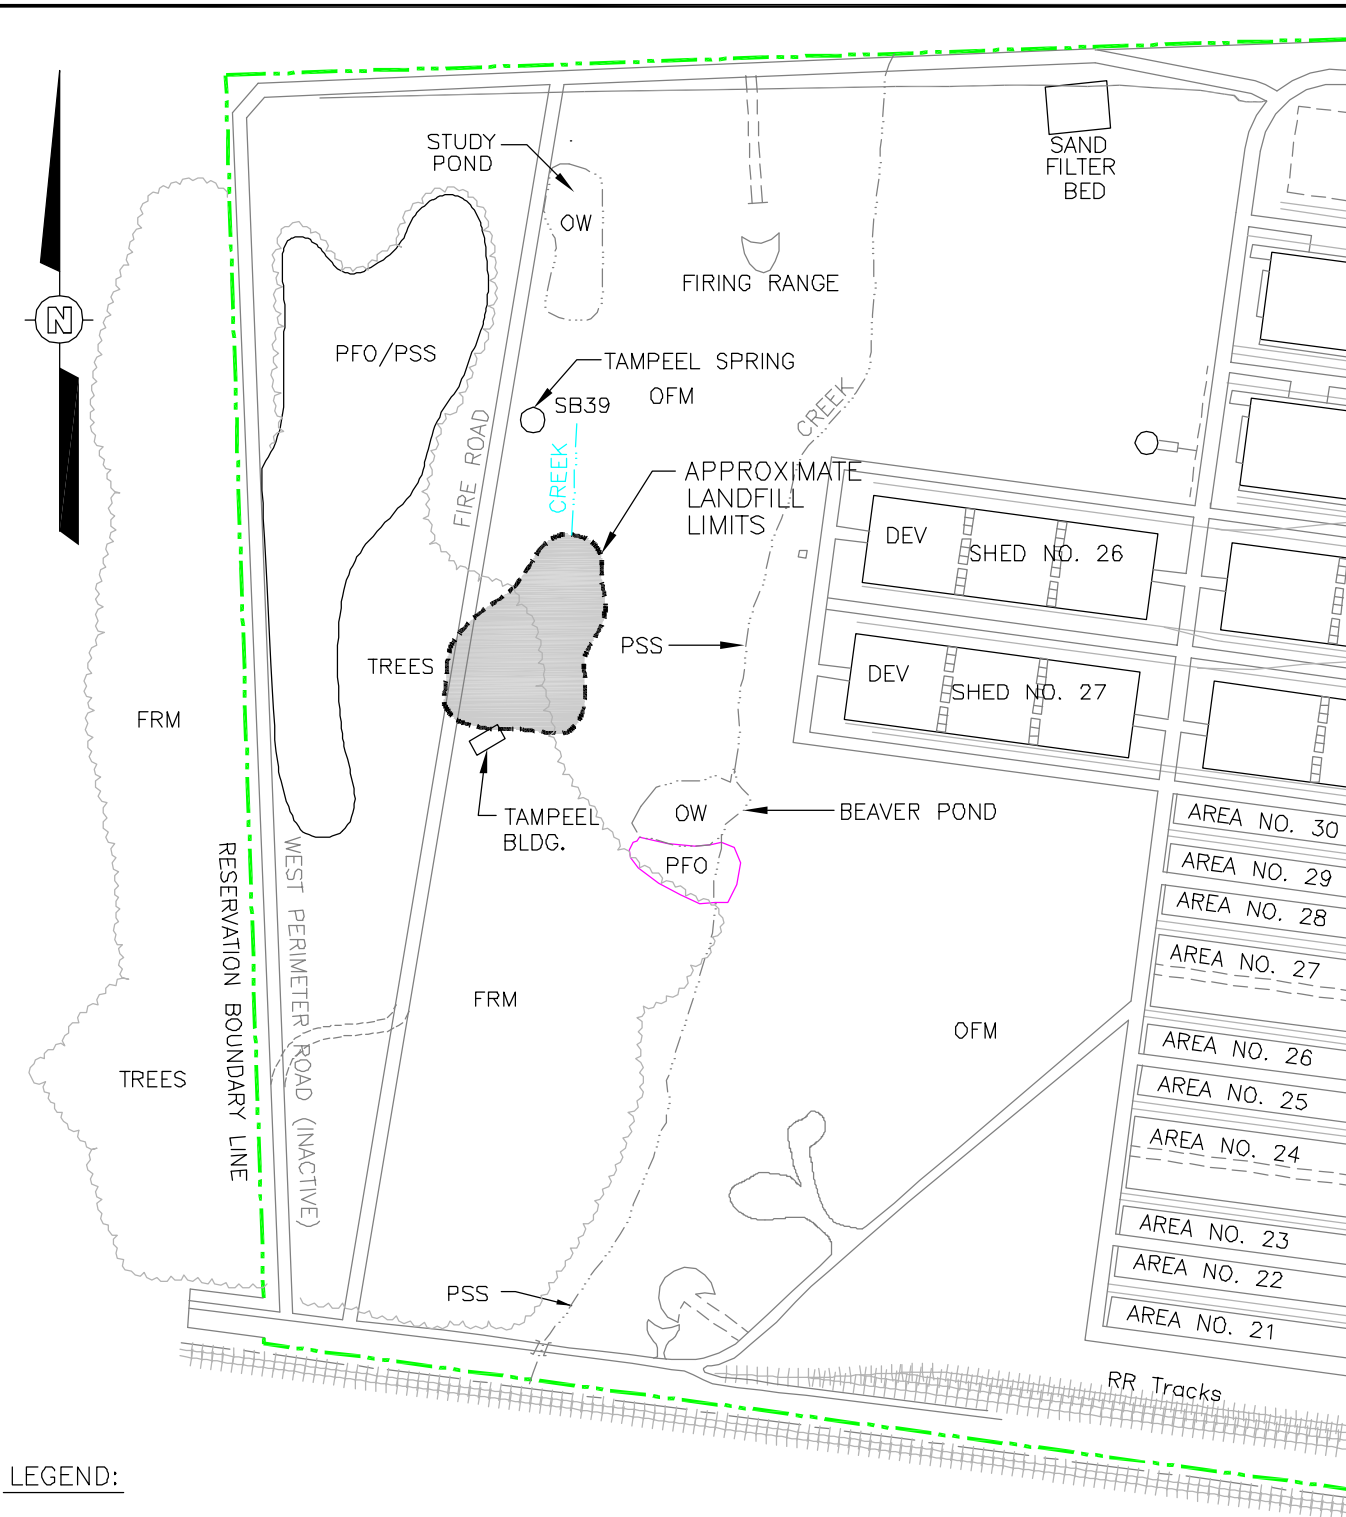 STUDY
POND
OW
SAND
FILTER
BED
FIRING RANGE
N
PFO/PSS
TAMPEEL SPRING
OFM
SB39
CREEK
FIRE ROAD
CREEK
APPROXIMATE
LANDFILL
LIMITS
DEV
SHED NO. 26
PSS
TREES
DEV
SHED NO. 27
FRM
TAMPEEL
BLDG.
OW
BEAVER POND
PFO
AREA NO. 30
AREA NO. 29
AREA NO. 28
AREA NO. 27
RESERVATION BOUNDARY LINE
WEST PERIMETER ROAD (INACTIVE)
FRM
OFM
AREA NO. 26
TREES
AREA NO. 25
AREA NO. 24
AREA NO. 23
AREA NO. 22
PSS
AREA NO. 21
RR Tracks
LEGEND: